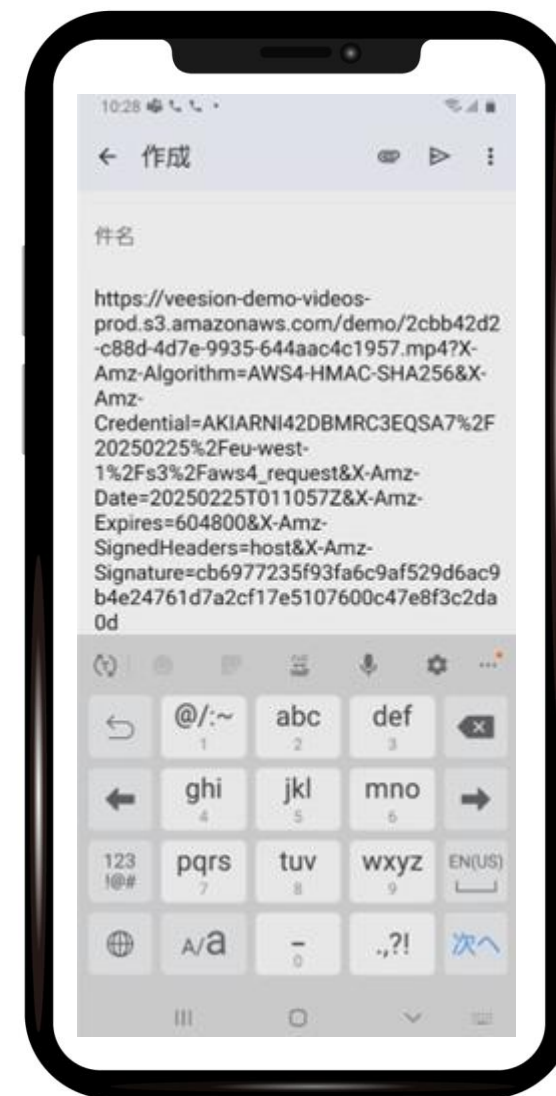 10:28
← 作成
件名
https://veesion-demo-videos-
prod.s3.amazonaws.com/demo/2cbb42d2
-c88d-4d7e-9935-644aac4c1957.mp4?X-
Amz-Algorithm=AWS4-HMAC-SHA256&X-
Amz-
Credential=AKIARNI42DBMRC3EQSA7%2F
20250225%2Feu-west-
1%2Fs3%2Faws4_request&X-Amz-
Date=20250225T011057Z&X-Amz-
Expires=604800&X-Amz-
SignedHeaders=host&X-Amz-
Signature=cb6977235f93fa6c9af529d6ac9
b4e24761d7a2cf17e5107600c47e8f3c2da
0d
@/:~ abc def
1 2 3
ghi jkl mno
4 5 6
123 pqrs tuv wxyz EN(US)
!@# 7 8 9
A/a - .,?! 次へ
0